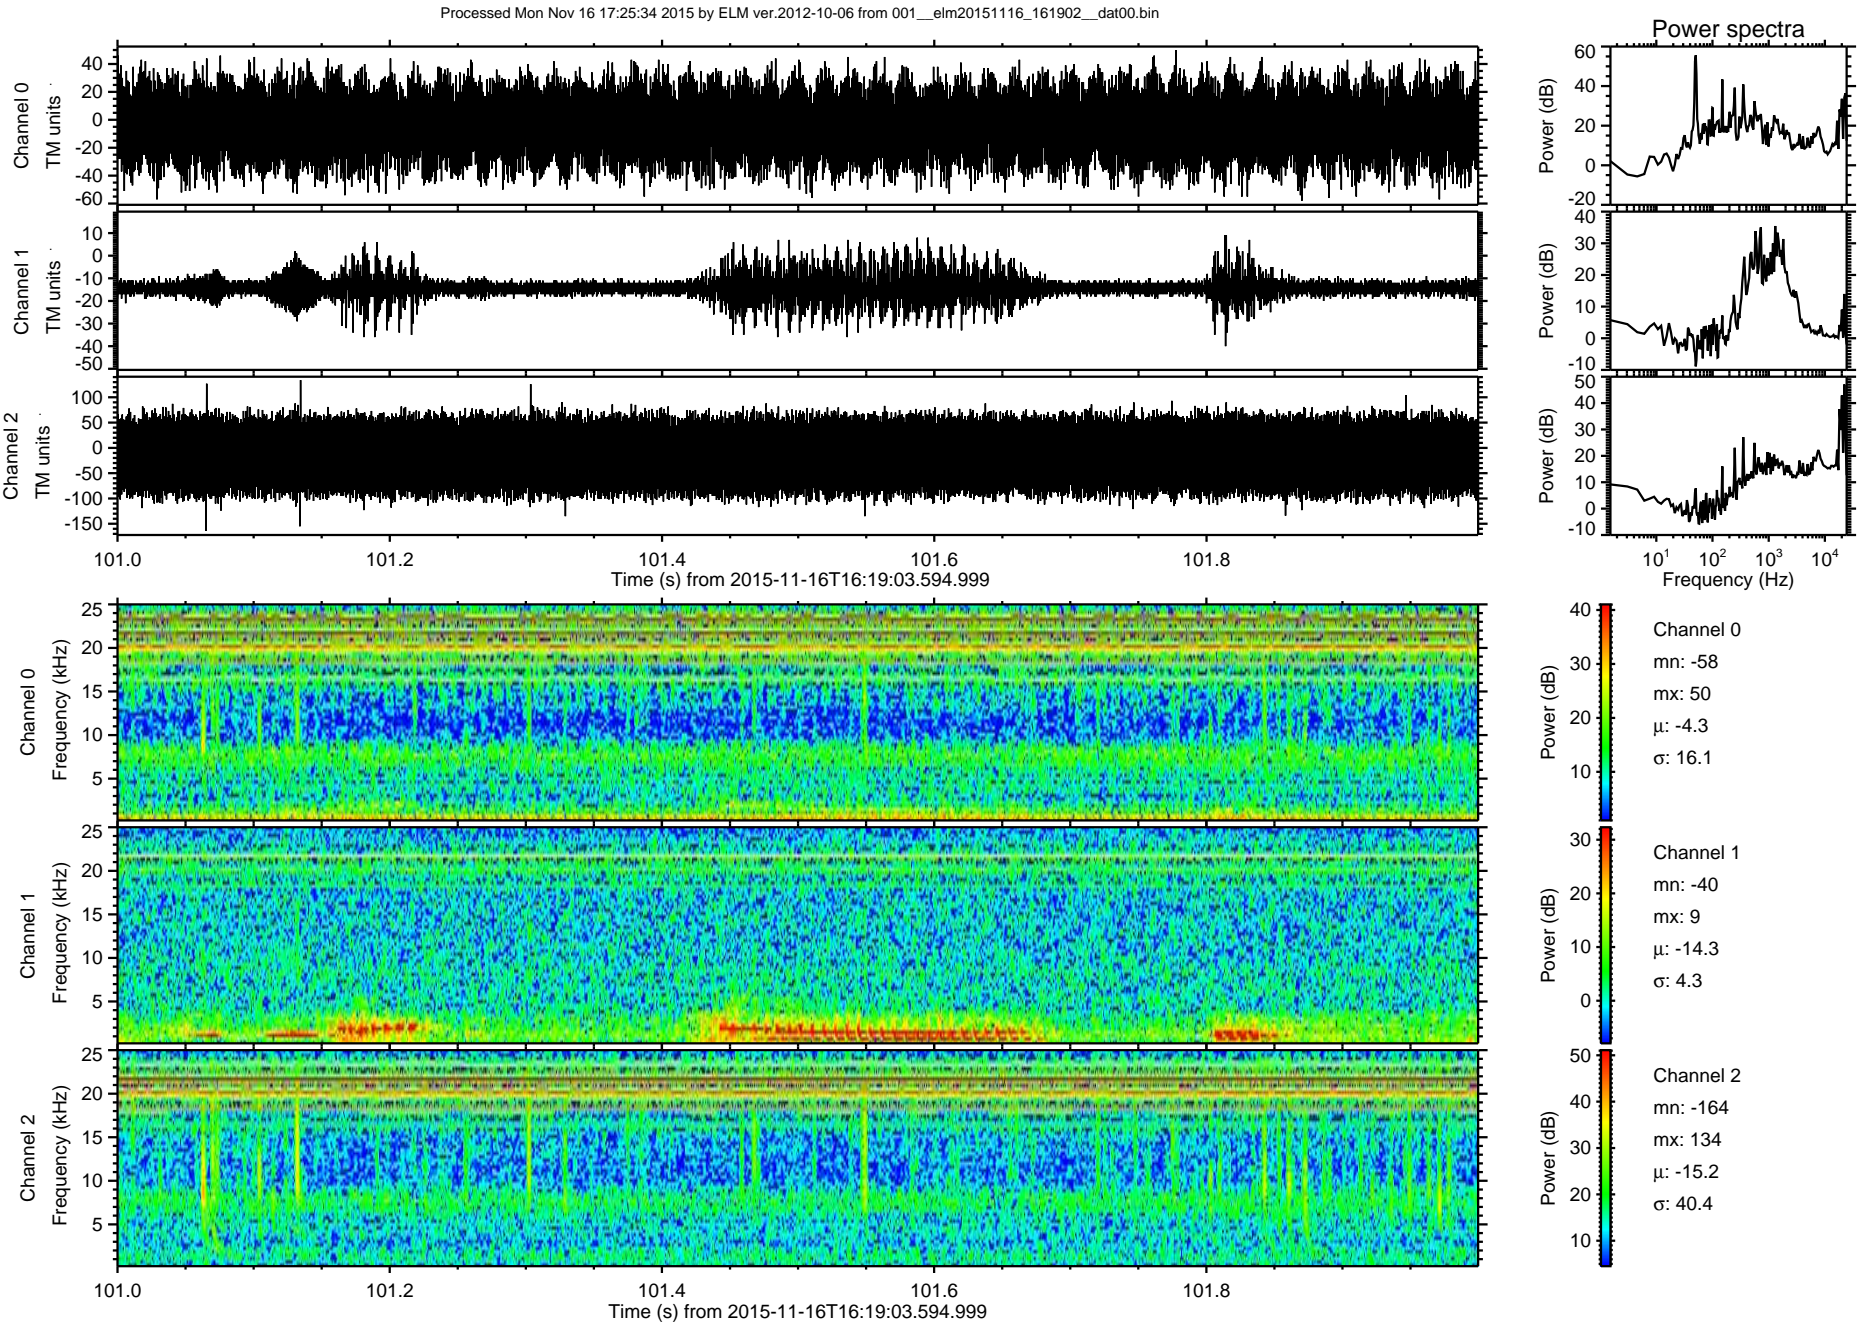 Processed Mon Nov 16 17:25:34 2015 by ELM ver.2012-10-06 from 001__elm20151116_161902__dat00.bin
Power spectra
Channel 0
TM units
40
20
0
-20
-40
-60
Power (dB)
60
40
20
0
-20
Channel 1
TM units
10
0
-10
-20
-30
-40
-50
Power (dB)
40
30
20
10
0
-10
Channel 2
TM units
100
50
0
-50
-100
-150
Power (dB)
50
40
30
20
10
0
-10
101.0 101.2 101.4 101.6 101.8
Time (s) from 2015-11-16T16:19:03.594.999
10¹ 10² 10³ 10⁴
Frequency (Hz)
Channel 0
Frequency (kHz)
25
20
15
10
5
Power (dB)
40
30
20
10
Channel 0
mn: -58
mx: 50
μ: -4.3
σ: 16.1
Channel 1
Frequency (kHz)
25
20
15
10
5
Power (dB)
30
20
10
0
Channel 1
mn: -40
mx: 9
μ: -14.3
σ: 4.3
Channel 2
Frequency (kHz)
25
20
15
10
5
Power (dB)
50
40
30
20
10
Channel 2
mn: -164
mx: 134
μ: -15.2
σ: 40.4
101.0 101.2 101.4 101.6 101.8
Time (s) from 2015-11-16T16:19:03.594.999